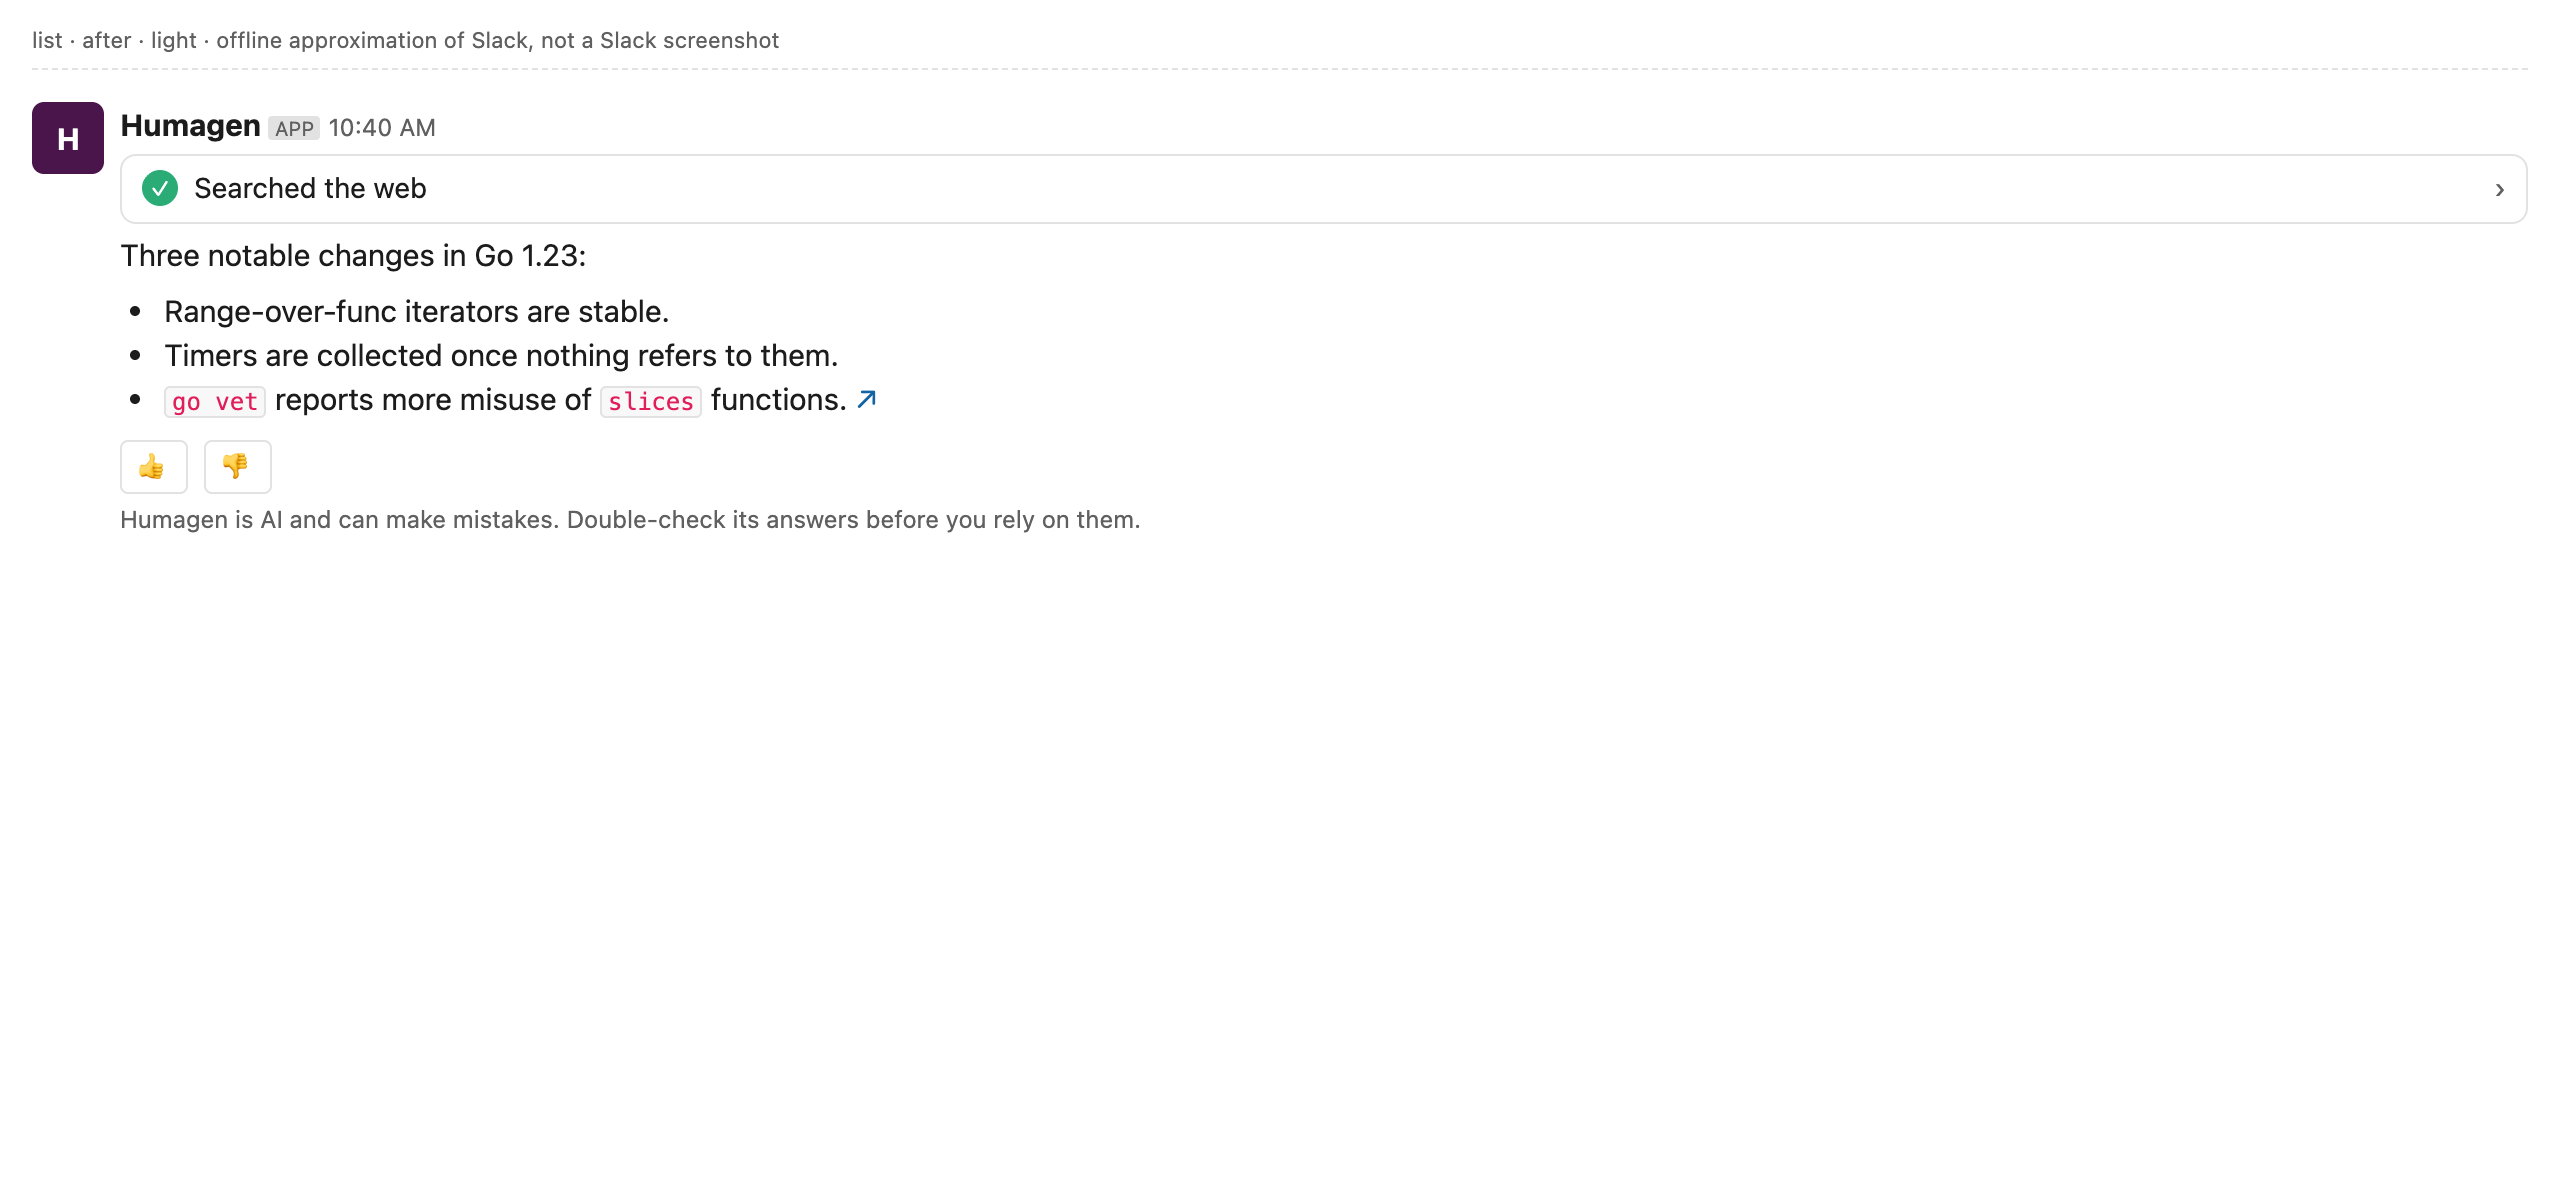 list · after · light · offline approximation of Slack, not a Slack screenshot
H
Humagen APP 10:40 AM
Searched the web
Three notable changes in Go 1.23:
• Range-over-func iterators are stable.
• Timers are collected once nothing refers to them.
• go vet reports more misuse of slices functions. ↗
Humagen is AI and can make mistakes. Double-check its answers before you rely on them.